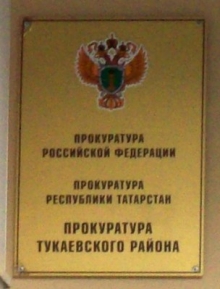 ПРОКУРАТУРА
РОССИЙСКОЙ ФЕДЕРАЦИИ
ПРОКУРАТУРА
РЕСПУБЛИКИ ТАТАРСТАН
ПРОКУРАТУРА
ТУКАЕВСКОГО РАЙОНА